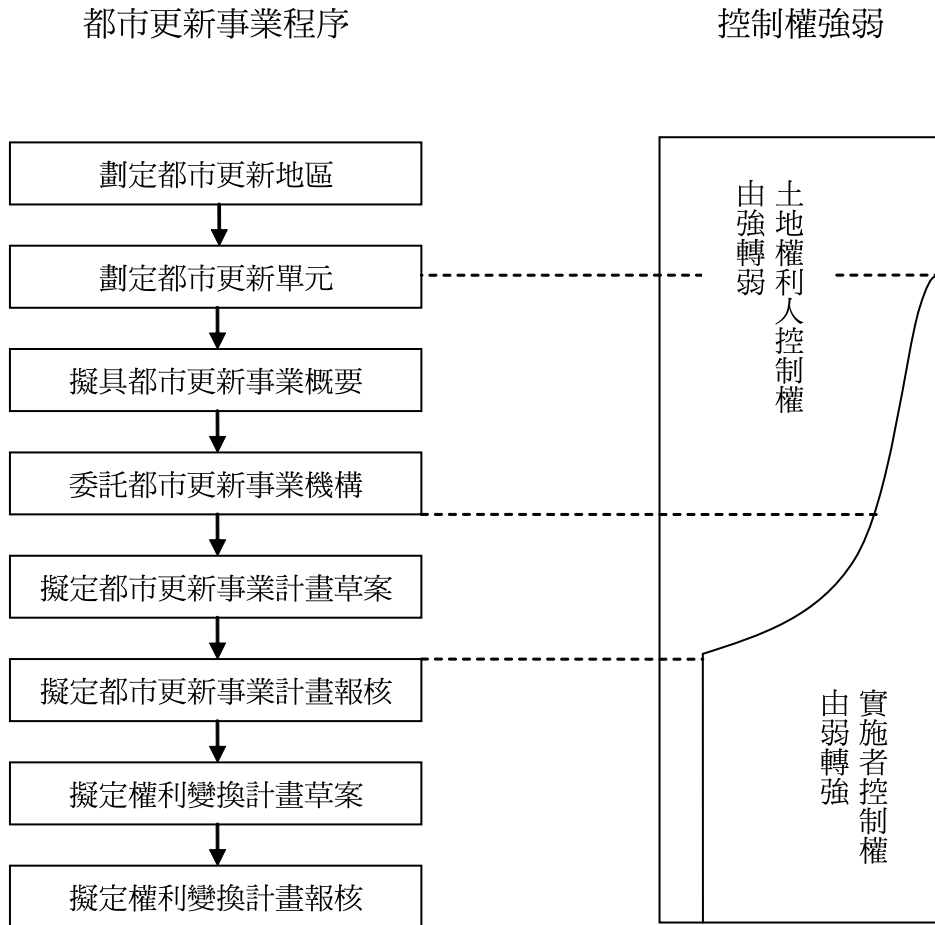 都市更新事業程序
控制權強弱
劃定都市更新地區
劃定都市更新單元
擬具都市更新事業概要
委託都市更新事業機構
擬定都市更新事業計畫草案
擬定都市更新事業計畫報核
擬定權利變換計畫草案
擬定權利變換計畫報核
土地權利人控制權
由強轉弱
實施者控制權
由弱轉強